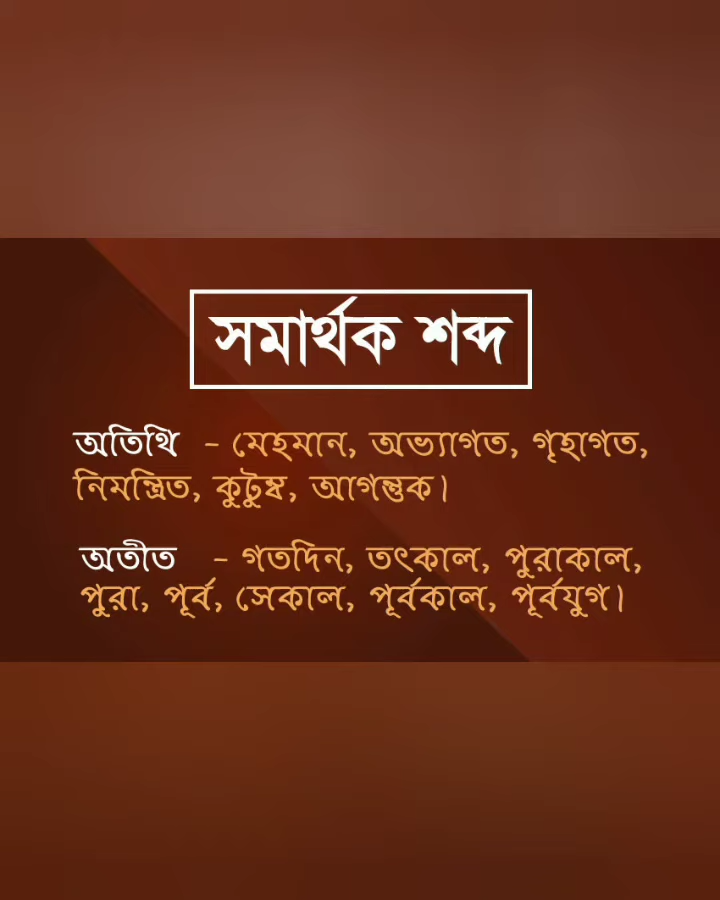 সমার্থক শব্দ
অতিথি - মেহমান, অভ্যাগত, গৃহাগত,
নিমন্ত্রিত, কুটুম্ব, আগন্তুক।
অতীত - গতদিন, তৎকাল, পুরাকাল,
পুরা, পূর্ব, সেকাল, পূর্বকাল, পূর্বযুগ।